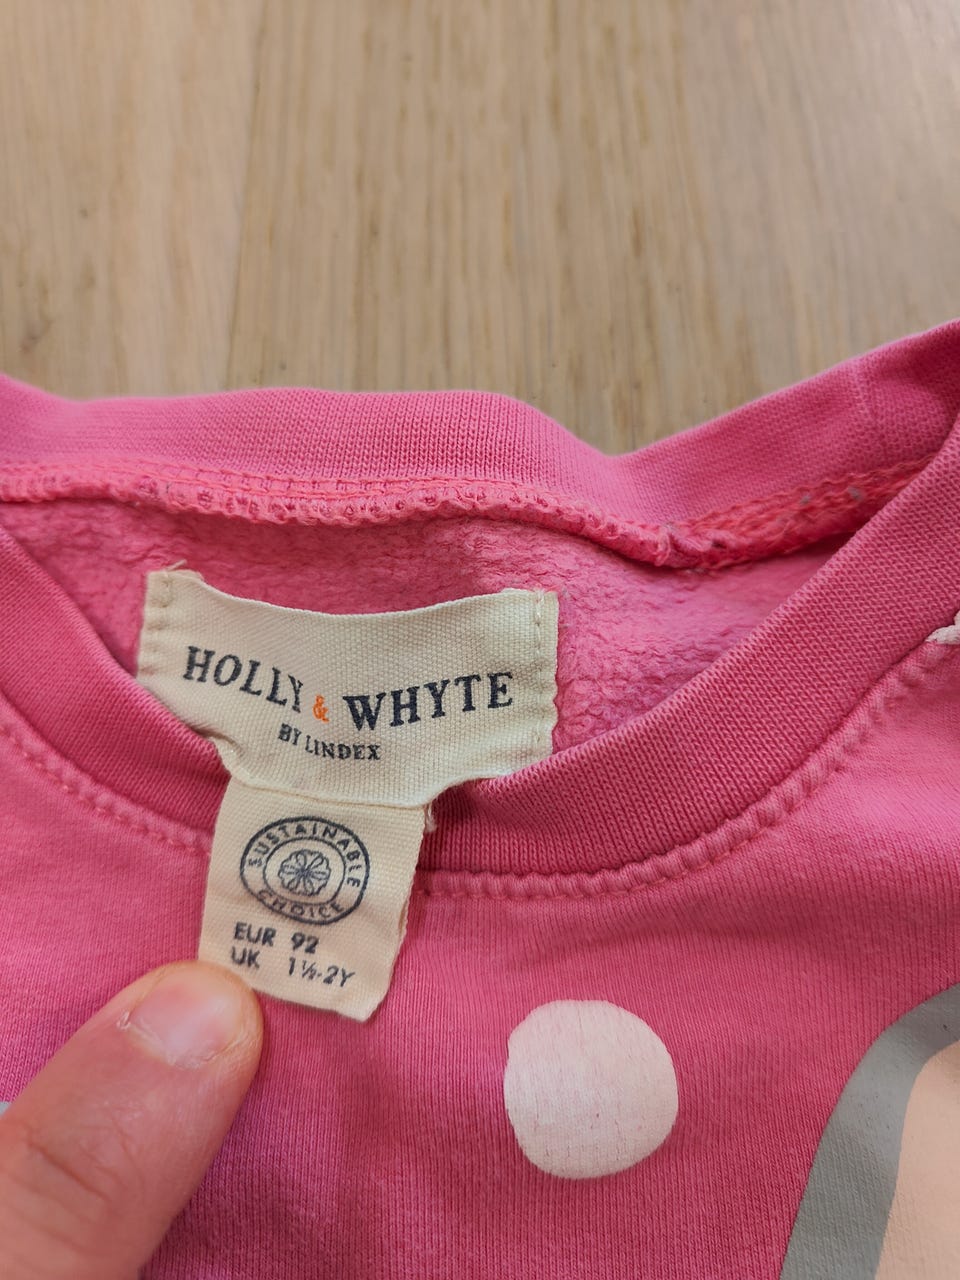 HOLLY & WHYTE
BY LINDEX
SUSTAINABLE
CHOICE
EUR 92
UK 1½-2Y